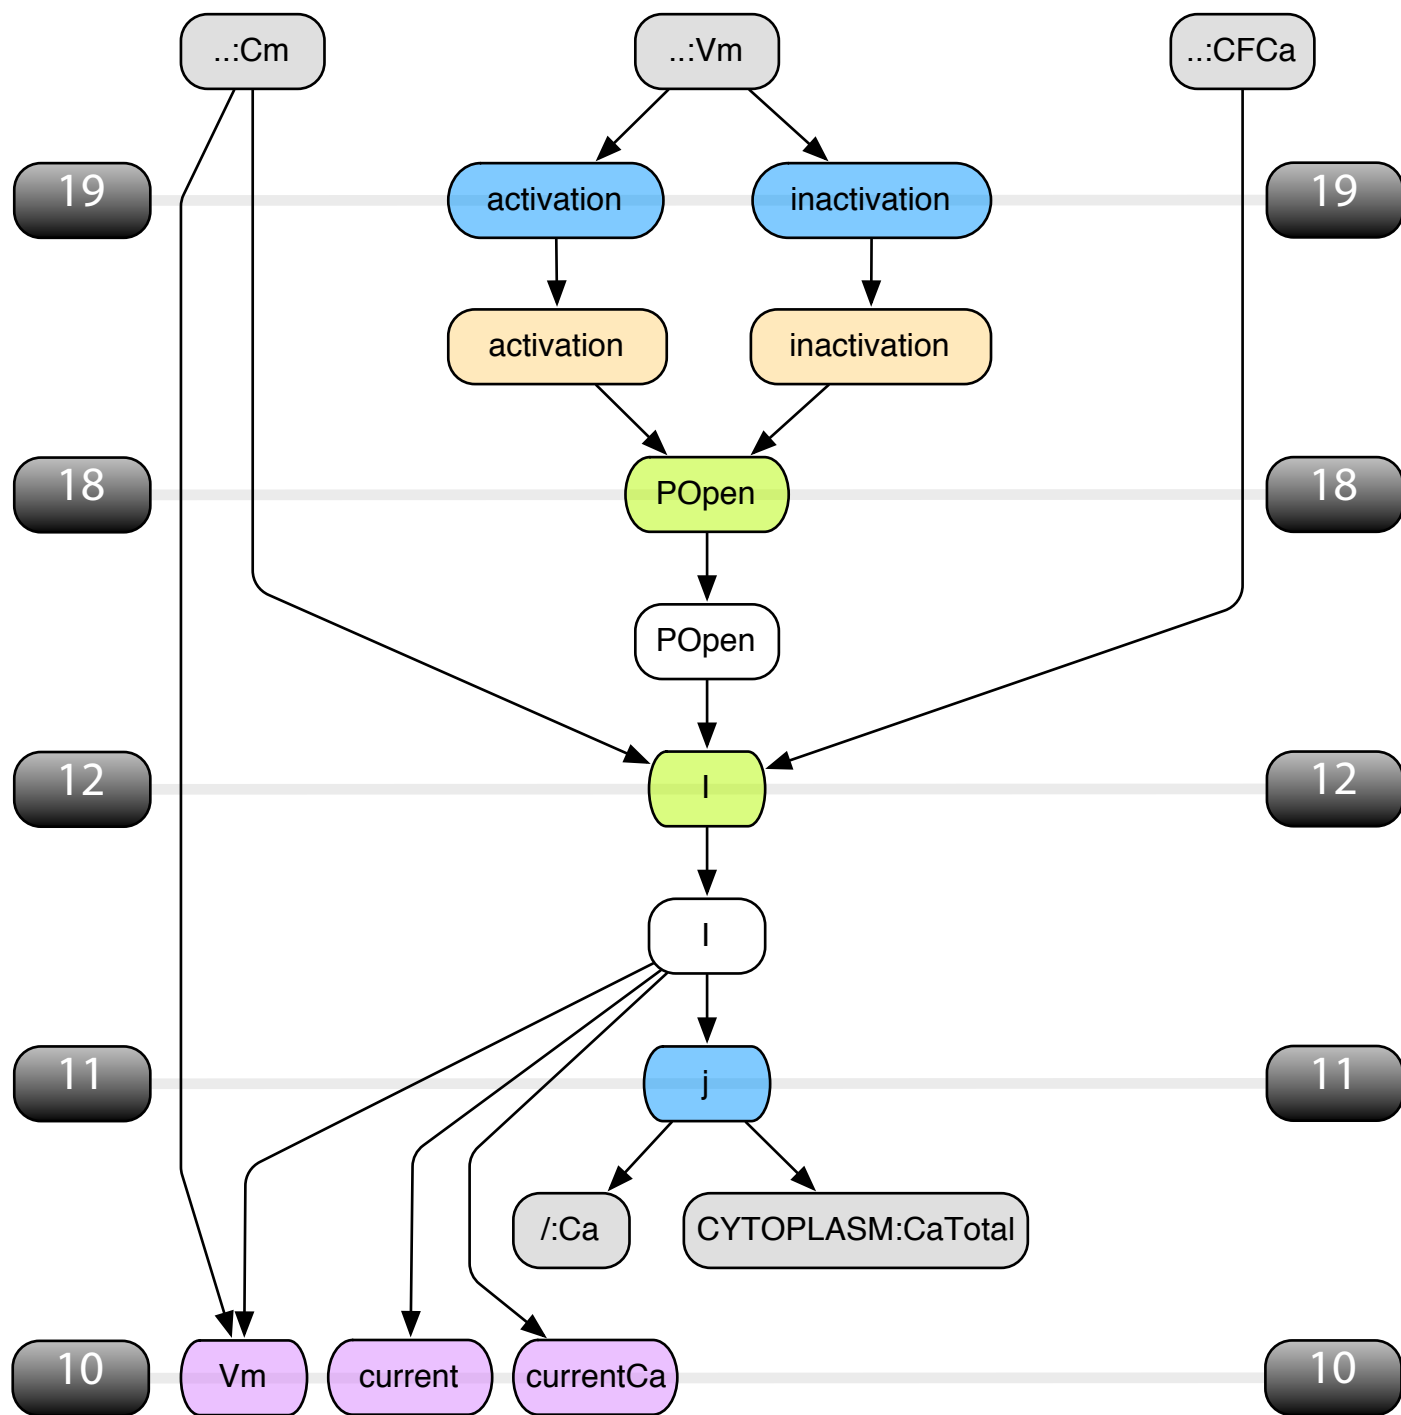 ..:Cm ..:Vm ..:CFCa
19 activation inactivation 19
activation inactivation
18 POpen 18
POpen
12 I 12
I
11 j 11
/:Ca CYTOPLASM:CaTotal
10 Vm current currentCa 10